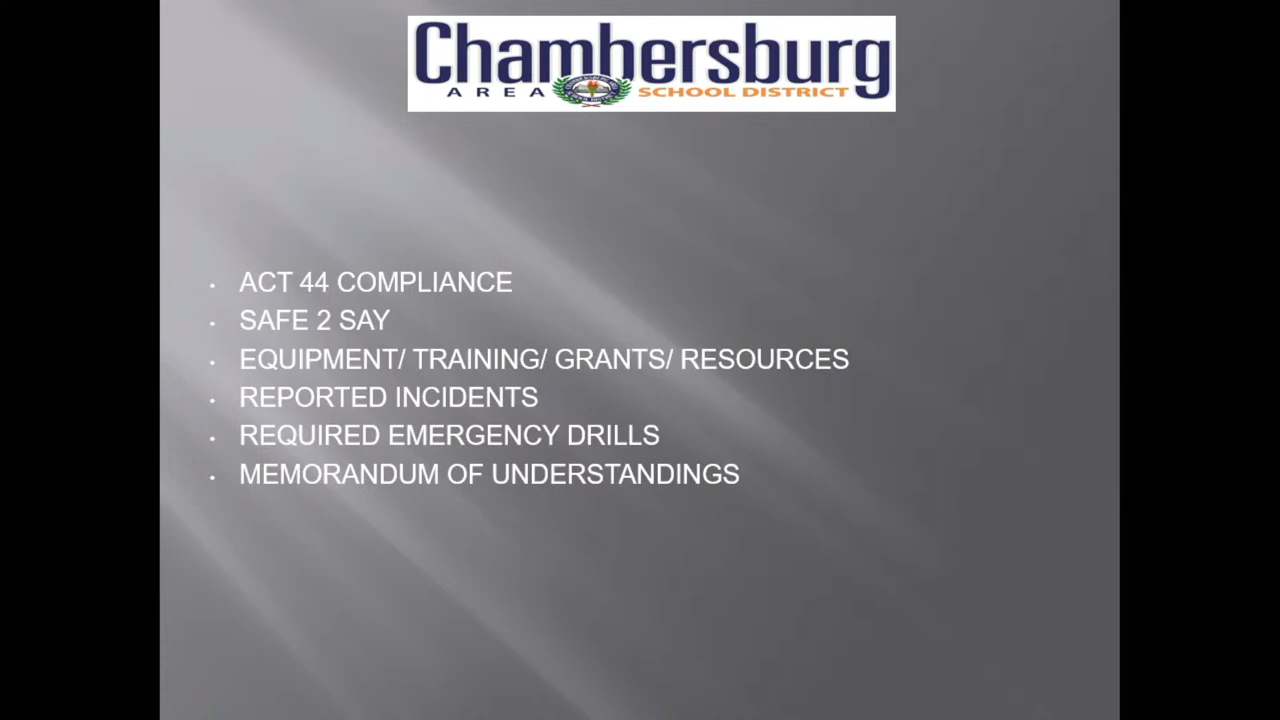 Chambersburg
AREA SCHOOL DISTRICT
• ACT 44 COMPLIANCE
• SAFE 2 SAY
• EQUIPMENT/ TRAINING/ GRANTS/ RESOURCES
• REPORTED INCIDENTS
• REQUIRED EMERGENCY DRILLS
• MEMORANDUM OF UNDERSTANDINGS